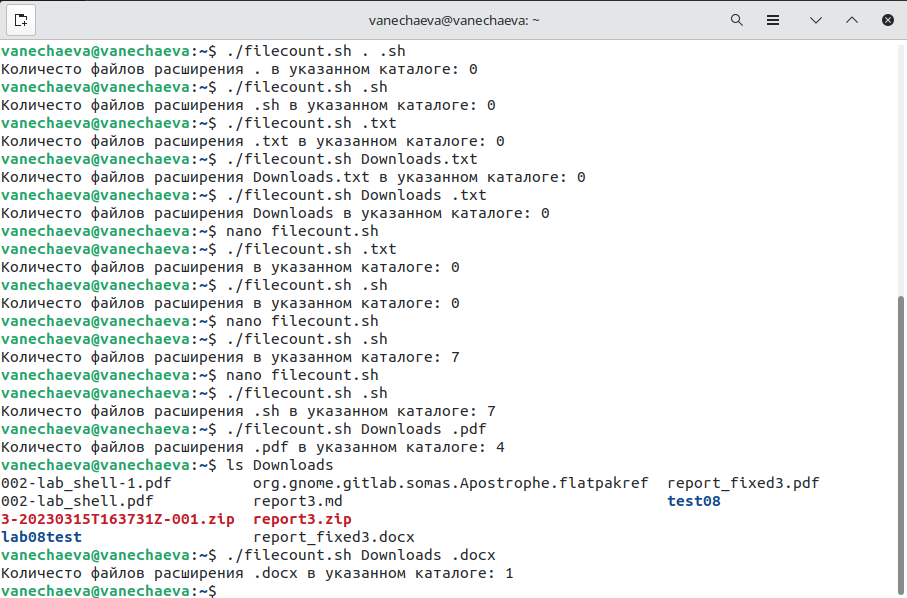 vanechaeva@vanechaeva: ~
vanechaeva@vanechaeva:~$ ./filecount.sh . .sh
Количесто файлов расширения . в указанном каталоге: 0
vanechaeva@vanechaeva:~$ ./filecount.sh .sh
Количесто файлов расширения .sh в указанном каталоге: 0
vanechaeva@vanechaeva:~$ ./filecount.sh .txt
Количесто файлов расширения .txt в указанном каталоге: 0
vanechaeva@vanechaeva:~$ ./filecount.sh Downloads.txt
Количесто файлов расширения Downloads.txt в указанном каталоге: 0
vanechaeva@vanechaeva:~$ ./filecount.sh Downloads .txt
Количесто файлов расширения Downloads в указанном каталоге: 0
vanechaeva@vanechaeva:~$ nano filecount.sh
vanechaeva@vanechaeva:~$ ./filecount.sh .txt
Количесто файлов расширения в указанном каталоге: 0
vanechaeva@vanechaeva:~$ ./filecount.sh .sh
Количесто файлов расширения в указанном каталоге: 0
vanechaeva@vanechaeva:~$ nano filecount.sh
vanechaeva@vanechaeva:~$ ./filecount.sh .sh
Количесто файлов расширения в указанном каталоге: 7
vanechaeva@vanechaeva:~$ nano filecount.sh
vanechaeva@vanechaeva:~$ ./filecount.sh .sh
Количесто файлов расширения .sh в указанном каталоге: 7
vanechaeva@vanechaeva:~$ ./filecount.sh Downloads .pdf
Количесто файлов расширения .pdf в указанном каталоге: 4
vanechaeva@vanechaeva:~$ ls Downloads
002-lab_shell-1.pdf org.gnome.gitlab.somas.Apostrophe.flatpakref report_fixed3.pdf
002-lab_shell.pdf report3.md test08
3-20230315T163731Z-001.zip report3.zip
lab08test report_fixed3.docx
vanechaeva@vanechaeva:~$ ./filecount.sh Downloads .docx
Количесто файлов расширения .docx в указанном каталоге: 1
vanechaeva@vanechaeva:~$